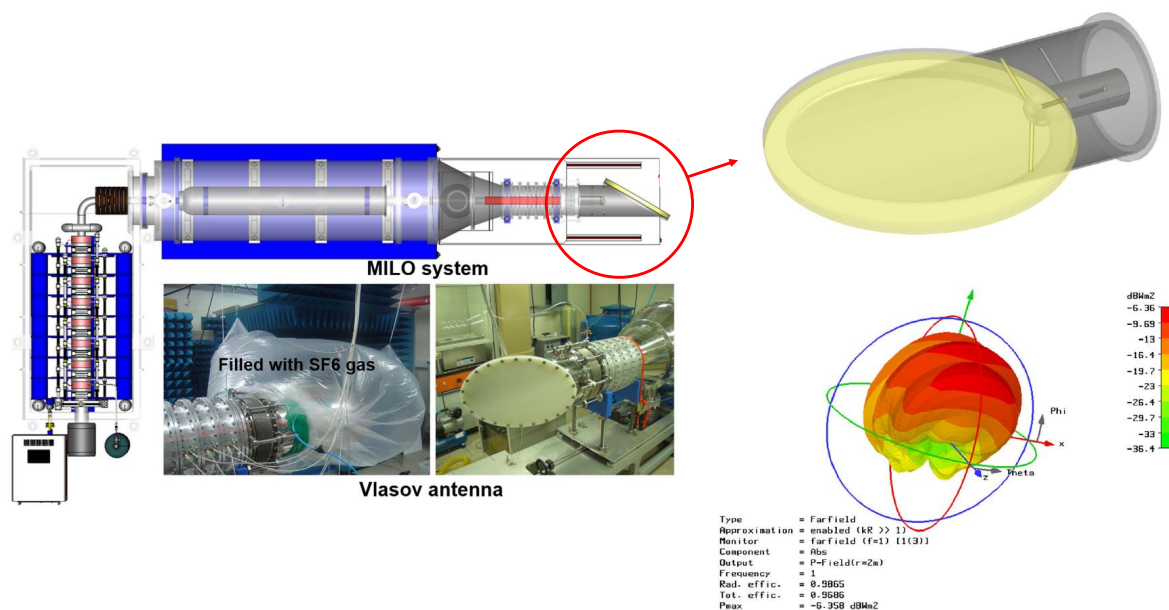 MILO system
Filled with SF6 gas
Vlasov antenna
dBWm2
-6.36
-9.69
-13
-16.4
-19.7
-23
-26.4
-29.7
-33
-36.4
Phi
x
z
Theta
Type = Farfield
Approximation = enabled (kR >> 1)
Monitor = farfield (f=1) [1(3)]
Component = Abs
Output = P-Field(r=2m)
Frequency = 1
Rad. effic. = 0.9865
Tot. effic. = 0.9686
Pmax = -6.358 dBWm2